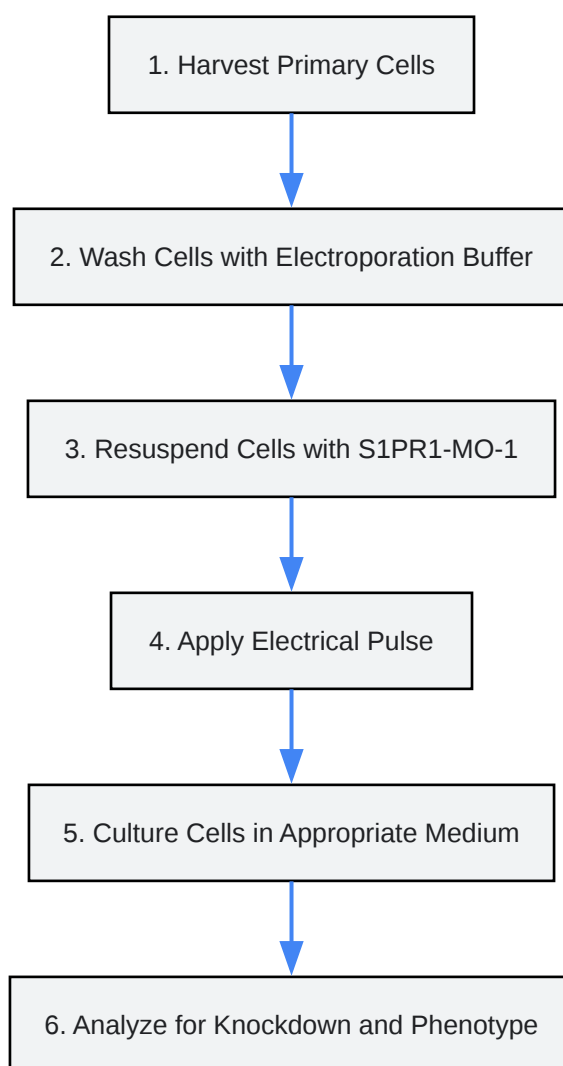 1. Harvest Primary Cells
2. Wash Cells with Electroporation Buffer
3. Resuspend Cells with S1PR1-MO-1
4. Apply Electrical Pulse
5. Culture Cells in Appropriate Medium
6. Analyze for Knockdown and Phenotype